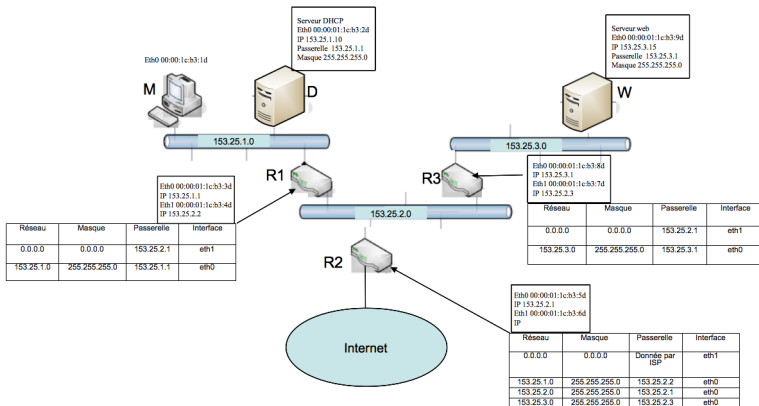 Serveur DHCP
Eth0 00:00:01:1c:b3:2d
IP 153.25.1.10
Passerelle 153.25.1.1
Masque 255.255.255.0
Serveur web
Eth0 00:00:01:1c:b3:9d
IP 153.25.3.15
Passerelle 153.25.3.1
Masque 255.255.255.0
Eth0 00:00:01:1c:b3:1d
M
D
W
153.25.1.0
153.25.3.0
R1
R3
Eth0 00:00:01:1c:b3:8d
IP 153.25.3.1
Eth1 00:00:01:1c:b3:7d
IP 153.25.2.3
Eth0 00:00:01:1c:b3:3d
IP 153.25.1.1
Eth1 00:00:01:1c:b3:4d
IP 153.25.2.2
153.25.2.0
Réseau Masque Passerelle Interface
0.0.0.0 0.0.0.0 153.25.2.1 eth1
153.25.3.0 255.255.255.0 153.25.3.1 eth0
Réseau Masque Passerelle Interface
0.0.0.0 0.0.0.0 153.25.2.1 eth1
153.25.1.0 255.255.255.0 153.25.1.1 eth0
R2
Eth0 00:00:01:1c:b3:5d
IP 153.25.2.1
Eth1 00:00:01:1c:b3:6d
IP
Internet
Réseau Masque Passerelle Interface
0.0.0.0 0.0.0.0 Donnée par ISP eth1
153.25.1.0 255.255.255.0 153.25.2.2 eth0
153.25.2.0 255.255.255.0 153.25.2.1 eth0
153.25.3.0 255.255.255.0 153.25.2.3 eth0